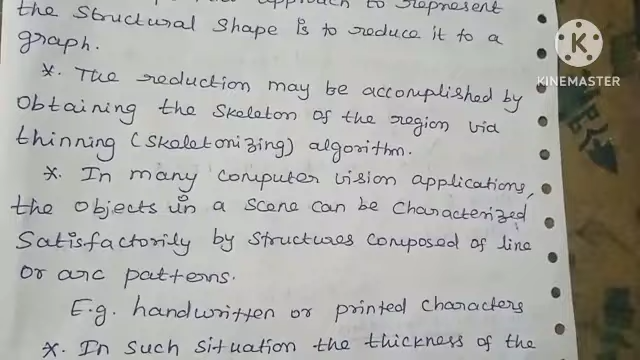 approach to represent
the structural shape is to reduce it to a
graph.
*. The reduction may be accomplished by
obtaining the skeleton of the region via
thinning (skeletonizing) algorithm.
*. In many computer vision applications,
the objects in a scene can be characterized
satisfactorily by structures composed of line
or arc patterns.
E.g. handwritten or printed characters
*. In such situation the thickness of the
KINEMASTER